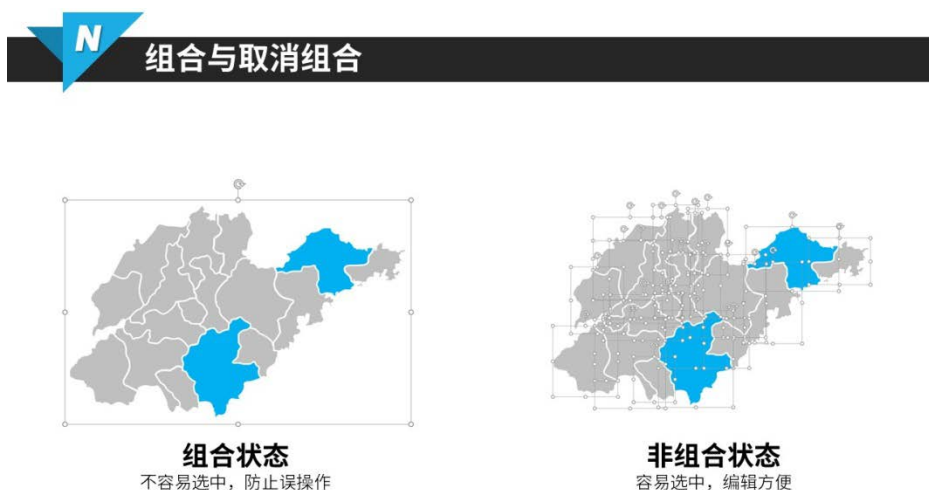 N
组合与取消组合
组合状态
不容易选中，防止误操作
非组合状态
容易选中，编辑方便